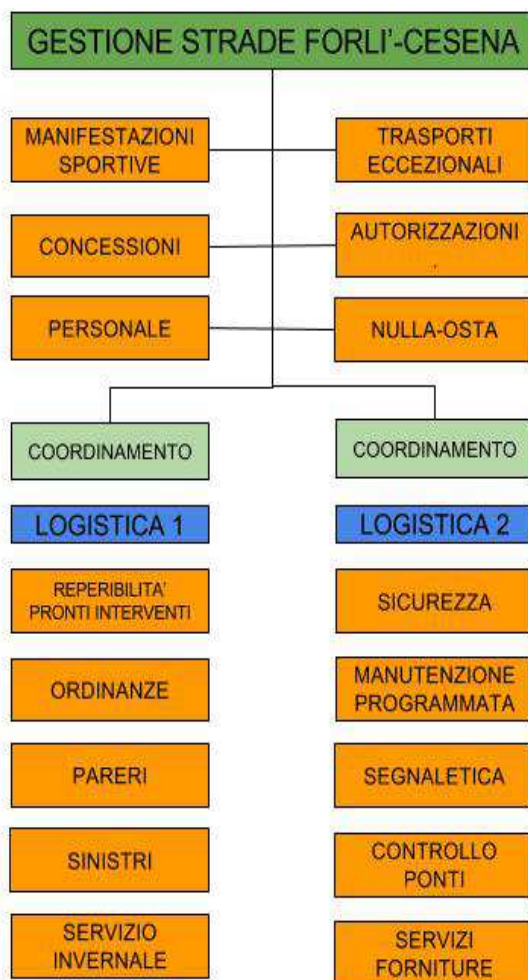 GESTIONE STRADE FORLI'-CESENA
MANIFESTAZIONI
SPORTIVE
TRASPORTI
ECCEZIONALI
CONCESSIONI
AUTORIZZAZIONI
.
PERSONALE
NULLA-OSTA
COORDINAMENTO
COORDINAMENTO
LOGISTICA 1
LOGISTICA 2
REPERIBILITA'
PRONTI INTERVENTI
SICUREZZA
ORDINANZE
MANUTENZIONE
PROGRAMMATA
PARERI
SEGNALETICA
SINISTRI
CONTROLLO
PONTI
SERVIZIO
INVERNALE
SERVIZI
FORNITURE